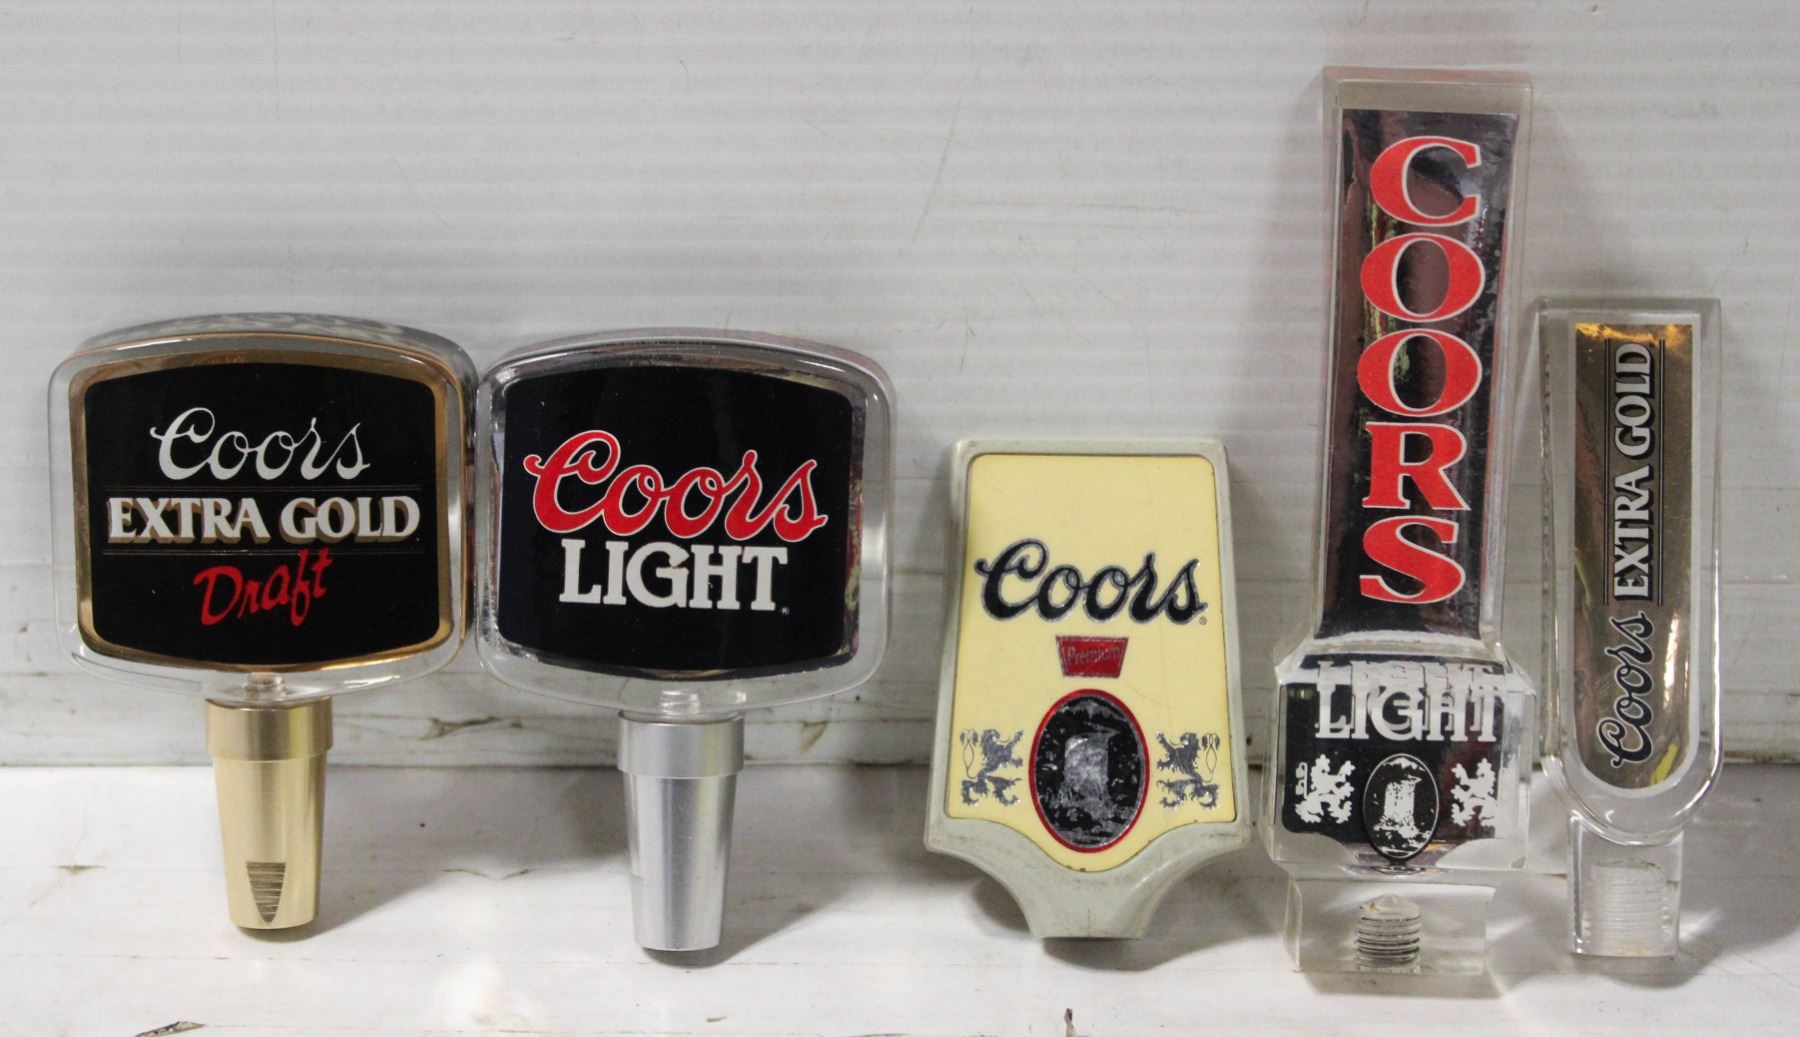 Coors
EXTRA GOLD
Draft
Coors
LIGHT®
Coors®
Premium
COORS
LIGHT
Coors EXTRA GOLD